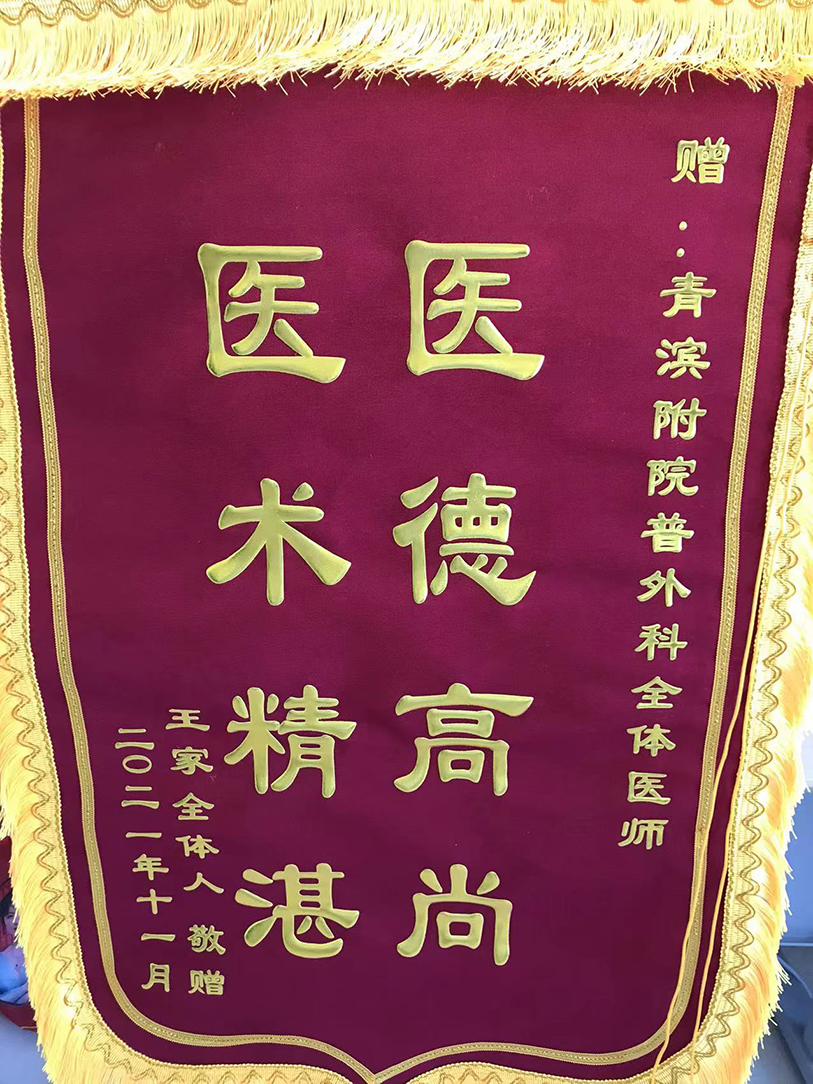 赠：青滨附院普外科全体医师
医德高尚
医术精湛
王家全体人 敬赠
二〇二一年十一月